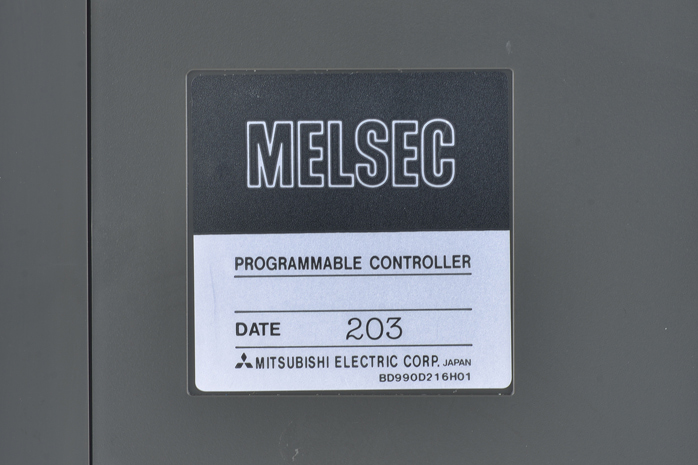 MELSEC
PROGRAMMABLE CONTROLLER
DATE 203
MITSUBISHI ELECTRIC CORP. JAPAN
BD990D216H01